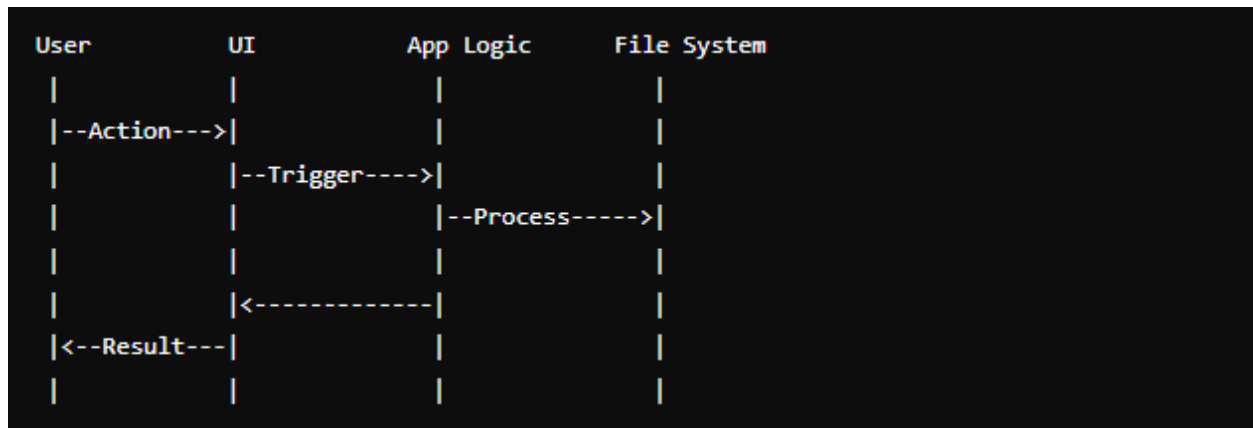 User          UI           App Logic      File System
 |            |             |              |
 |--Action--->|             |              |
 |            |--Trigger---->|              |
 |            |             |--Process----->|
 |            |             |              |
 |            |<-------------|              |
 |<--Result---|             |              |
 |            |             |              |